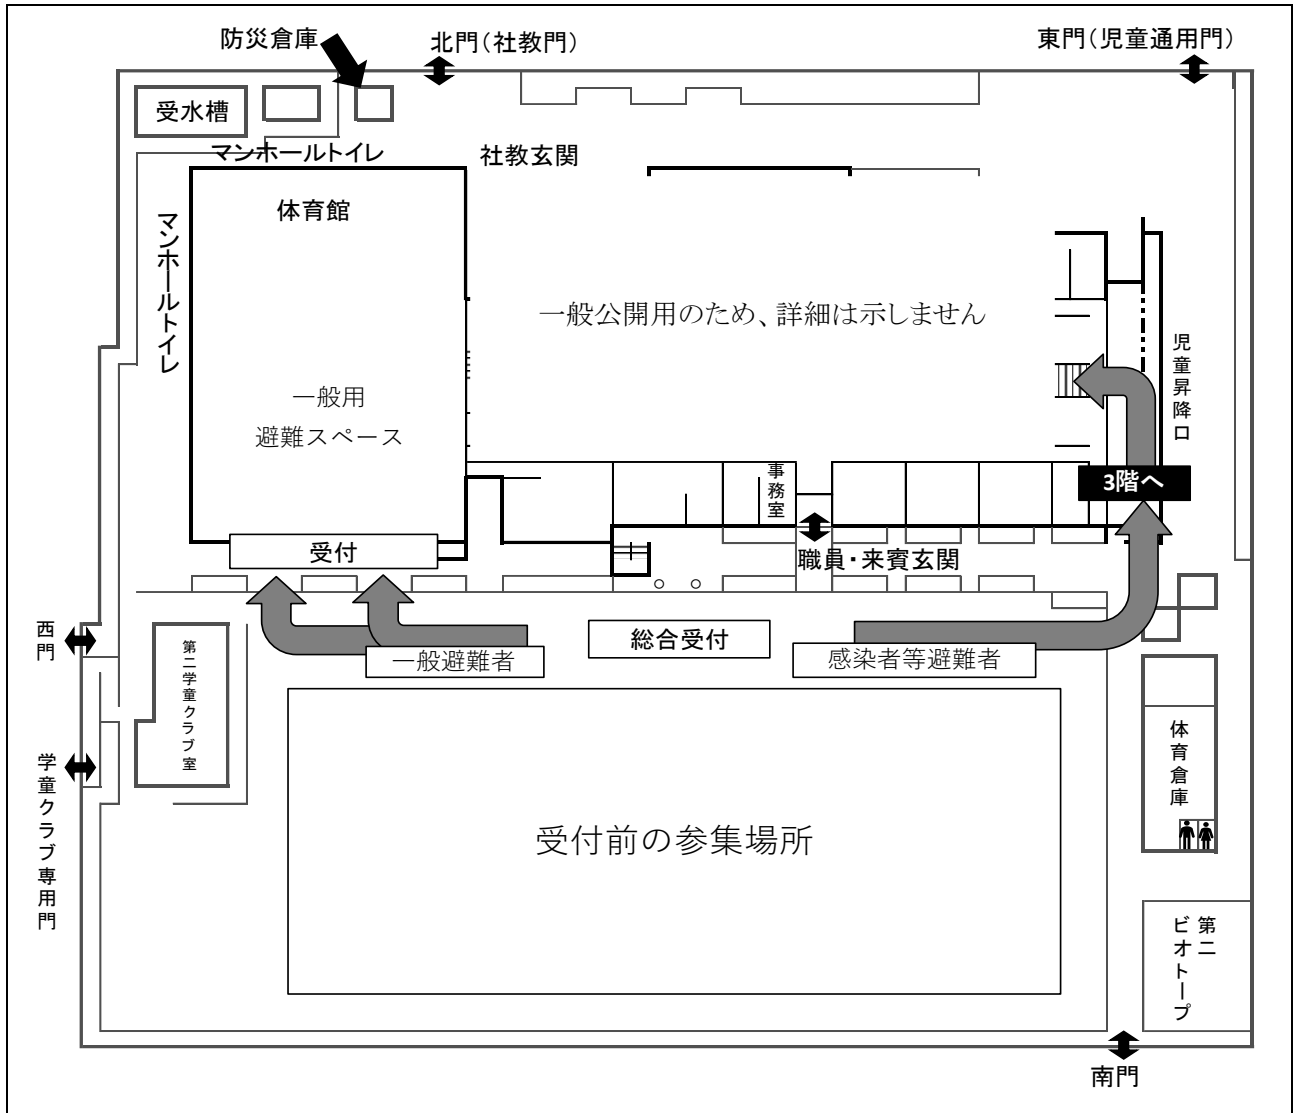 防災倉庫
北門（社教門）
東門（児童通用門）
受水槽
マンホールトイレ
社教玄関
体育館
マンホールトイレ
一般公開用のため、詳細は示しません
児童昇降口
一般用
避難スペース
事務室
3階へ
受付
職員・来賓玄関
西門
第二学童クラブ室
一般避難者
総合受付
感染者等避難者
体育倉庫
学童クラブ専用門
受付前の参集場所
第二
ビオトープ
南門